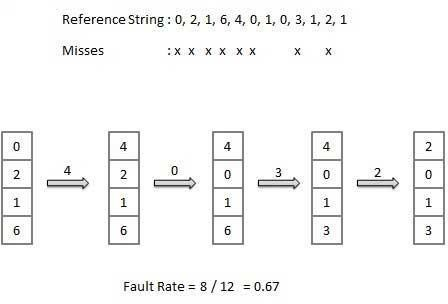 Reference String : 0, 2, 1, 6, 4, 0, 1, 0, 3, 1, 2, 1
Misses : x x x x x x x x
0 4 4 4 2
4 0 3 2
2 2 0 0 0
1 1 1 1 1
6 6 6 3 3
Fault Rate = 8 / 12 = 0.67